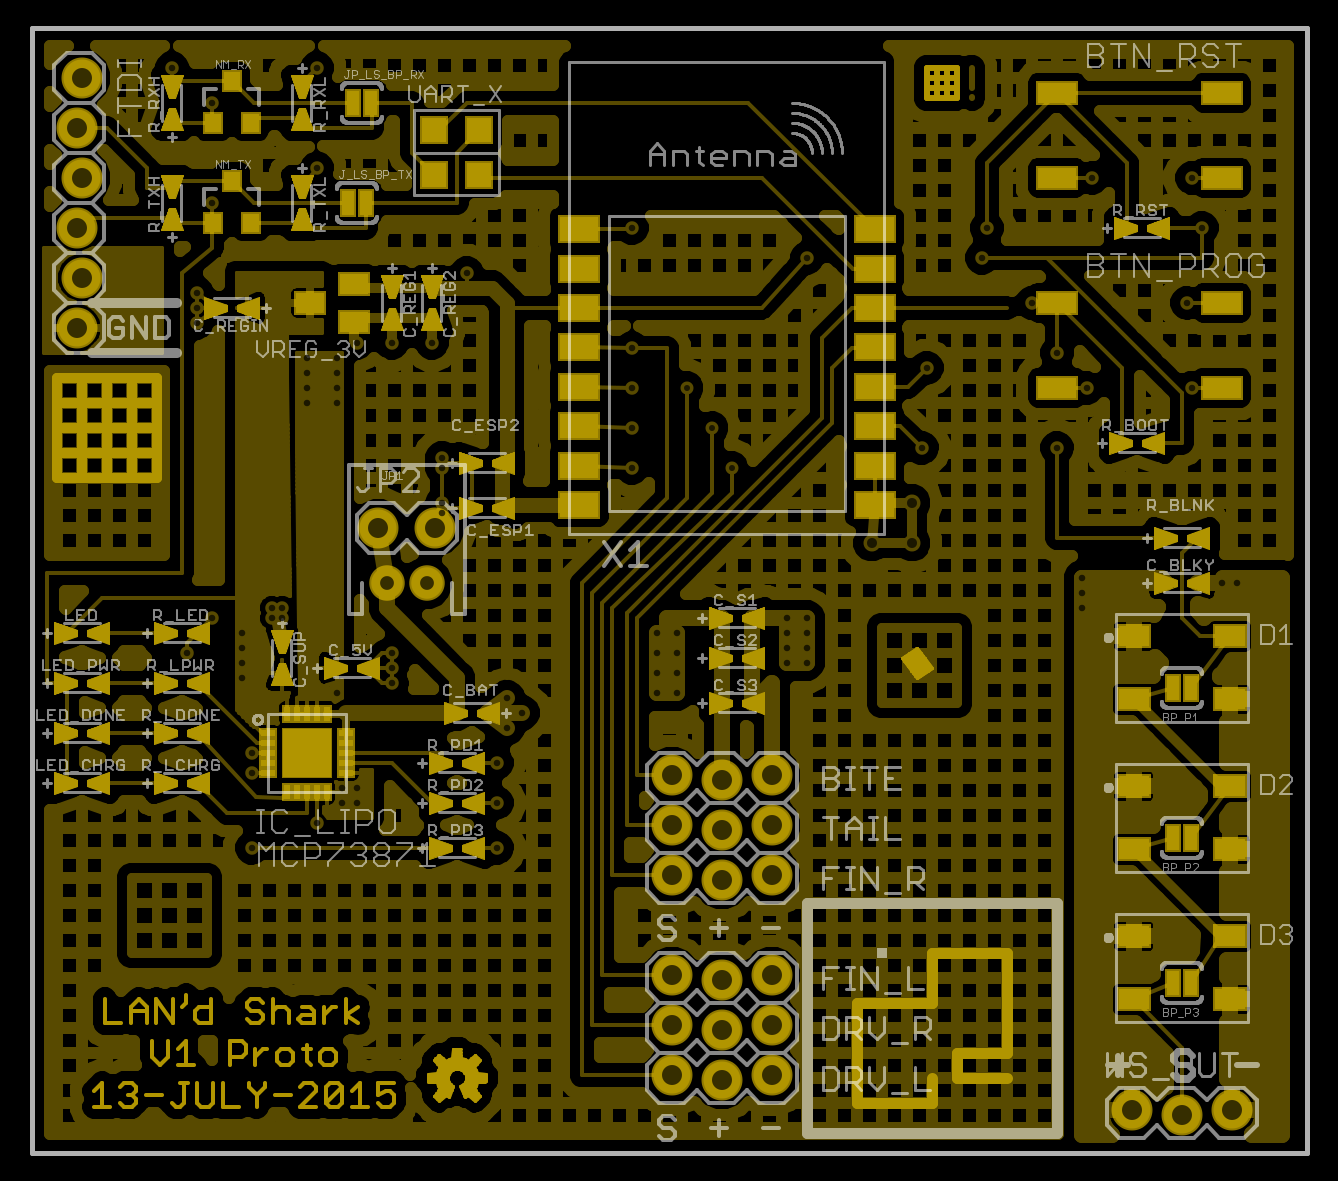 BTN_RST
FTDI
NM_RX
JP_LS_BP_RX
UART_X
R_RXH
R_RXL
Antenna
NM_TX
J_LS_BP_TX
R_TXH
R_TXL
R_RST
BTN_PROG
C_REG1
C_REG2
GND
C_REGIN
VREG_3V
C_ESP2
R_BOOT
JP2
JP1
R_BLNK
C_ESP1
X1
C_BLKY
C_S1
LED
R_LED
D1
C_S2
C_SUP
C_5V
LED_PWR
R_LPWR
C_S3
C_BAT
LED_DONE
R_LDONE
BP_P1
R_PD1
LED_CHRG
R_LCHRG
BITE
D2
R_PD2
IC_LIPO
TAIL
R_PD3
MCP73871
BP_P2
FIN_R
S + -
D3
FIN_L
LAN'd Shark
BP_P3
DRV_R
V1 Proto
DRV_L
13-JULY-2015
S + -